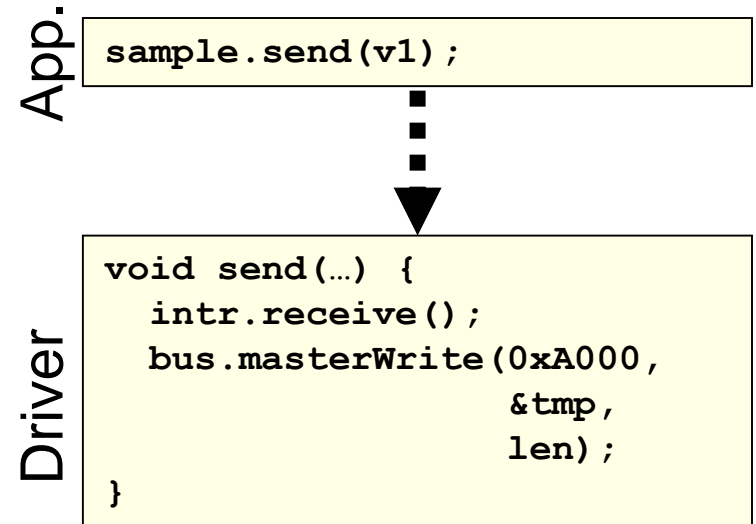 App.
sample.send(v1);
Driver
void send(…) {
  intr.receive();
  bus.masterWrite(0xA000,
                  &tmp,
                  len);
}